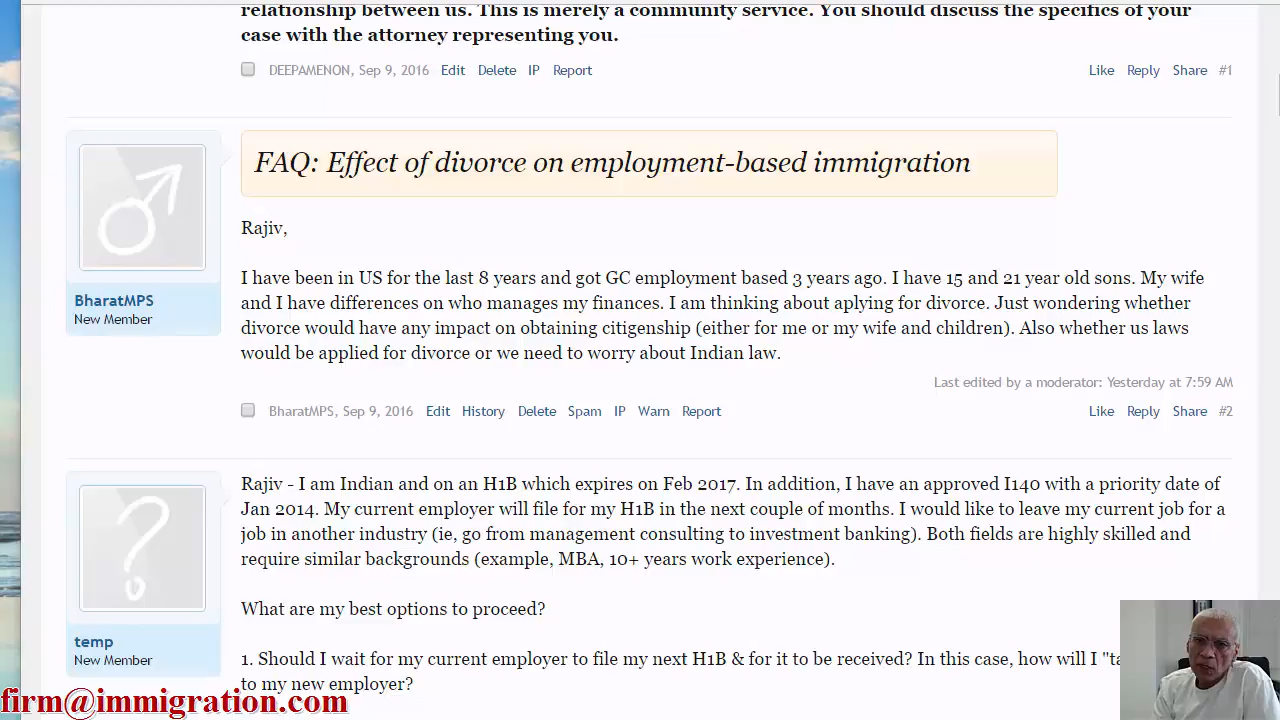 relationship between us. This is merely a community service. You should discuss the specifics of your
case with the attorney representing you.
DEEPAMENON, Sep 9, 2016 Edit Delete IP Report Like Reply Share #1
FAQ: Effect of divorce on employment-based immigration
Rajiv,
I have been in US for the last 8 years and got GC employment based 3 years ago. I have 15 and 21 year old sons. My wife
and I have differences on who manages my finances. I am thinking about aplying for divorce. Just wondering whether
divorce would have any impact on obtaining citigenship (either for me or my wife and children). Also whether us laws
would be applied for divorce or we need to worry about Indian law.
BharatMPS
New Member
Last edited by a moderator: Yesterday at 7:59 AM
BharatMPS, Sep 9, 2016 Edit History Delete Spam IP Warn Report Like Reply Share #2
Rajiv - I am Indian and on an H1B which expires on Feb 2017. In addition, I have an approved I140 with a priority date of
Jan 2014. My current employer will file for my H1B in the next couple of months. I would like to leave my current job for a
job in another industry (ie, go from management consulting to investment banking). Both fields are highly skilled and
require similar backgrounds (example, MBA, 10+ years work experience).
What are my best options to proceed?
temp
New Member
1. Should I wait for my current employer to file my next H1B & for it to be received? In this case, how will I "ta
to my new employer?
firm@immigration.com